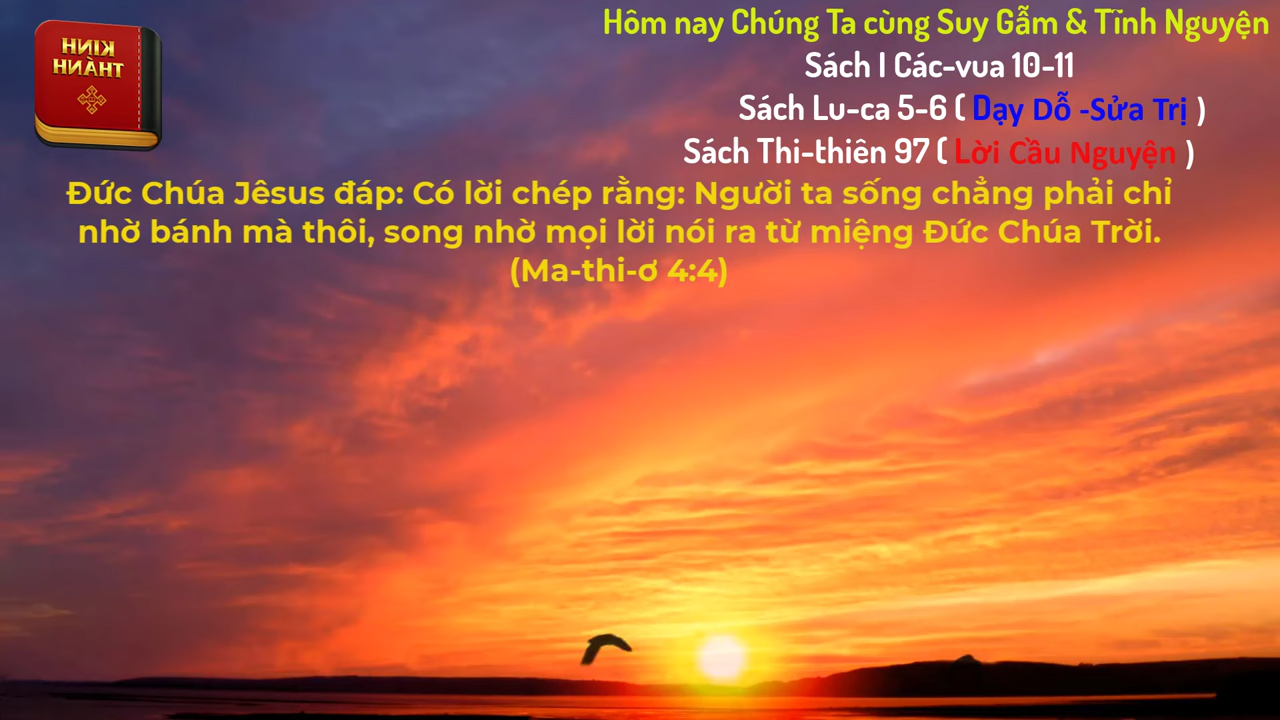 KINH
THÀNH
Hôm nay Chúng Ta cùng Suy Gẫm & Tĩnh Nguyện
Sách I Các-vua 10-11
Sách Lu-ca 5-6 ( Dạy Dỗ -Sửa Trị )
Sách Thi-thiên 97 ( Lời Cầu Nguyện )
Đức Chúa Jêsus đáp: Có lời chép rằng: Người ta sống chẳng phải chỉ
nhờ bánh mà thôi, song nhờ mọi lời nói ra từ miệng Đức Chúa Trời.
(Ma-thi-ơ 4:4)